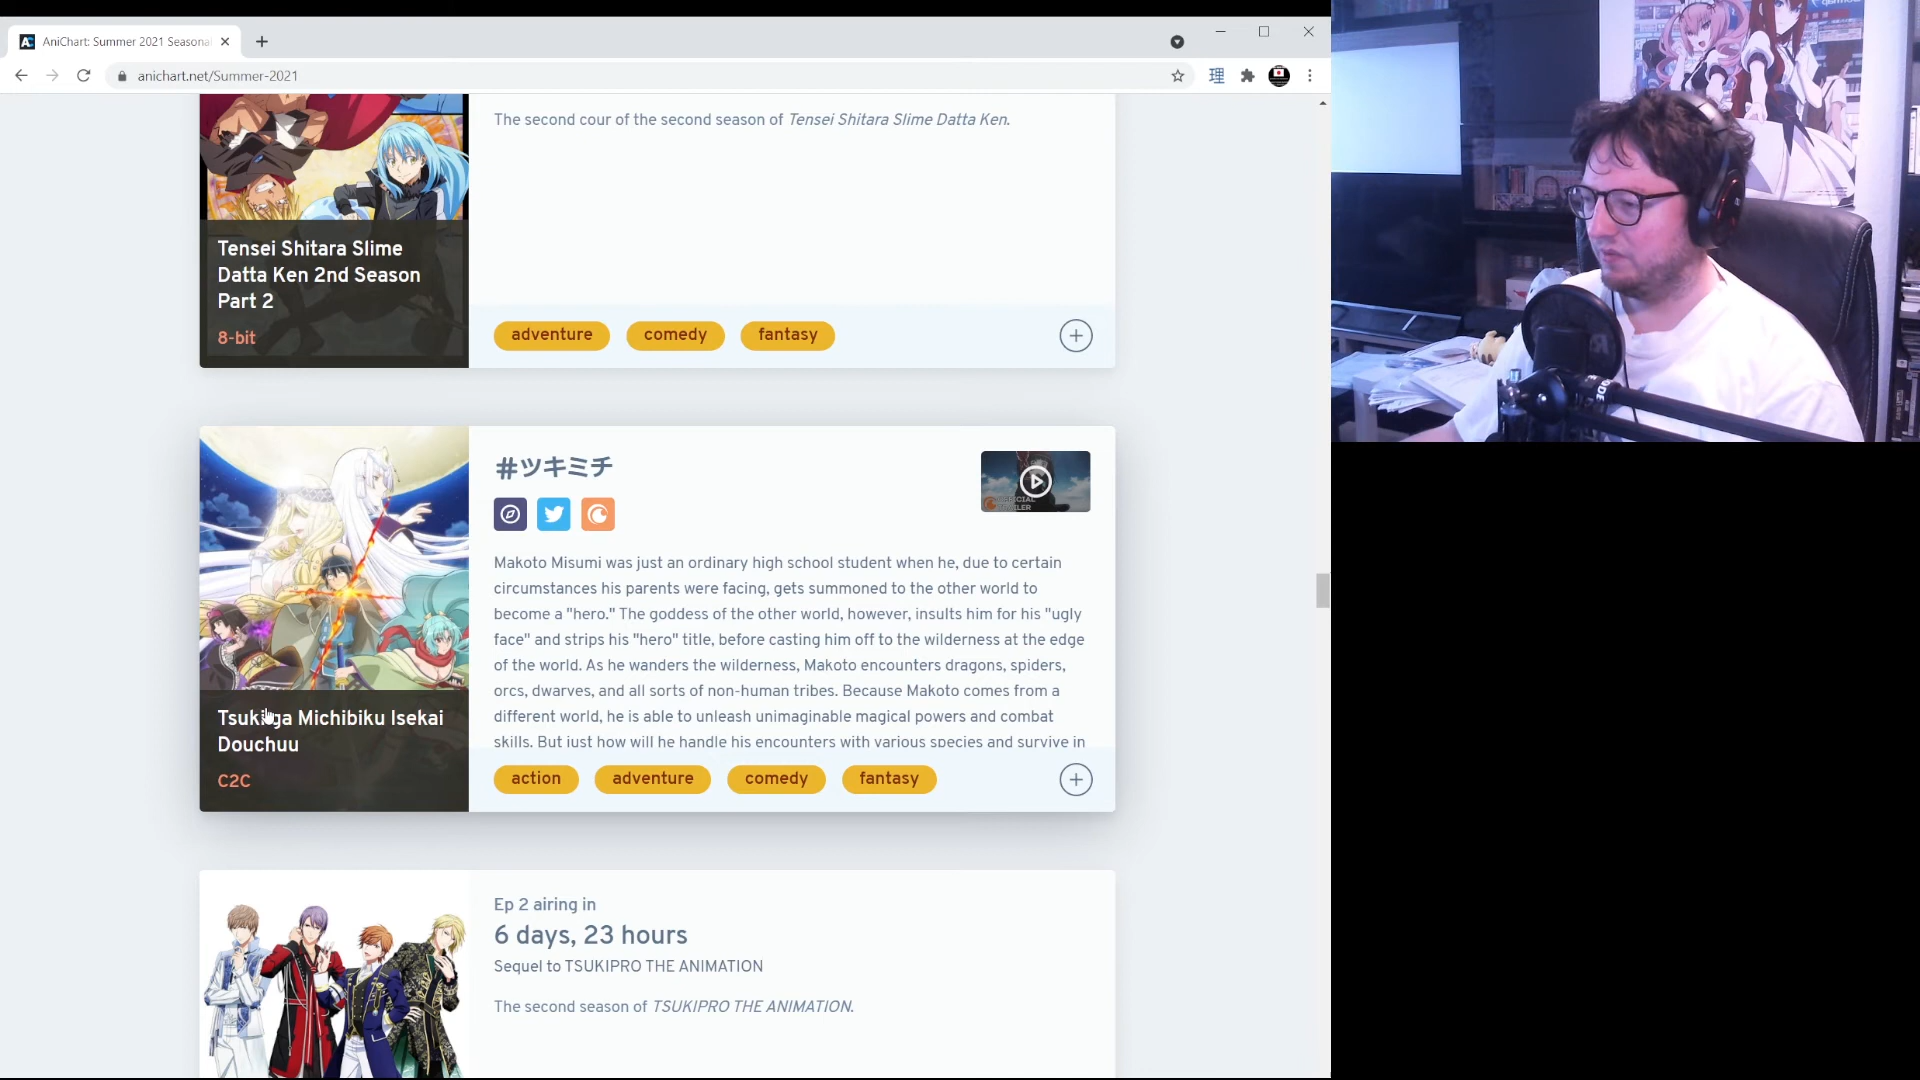 AniChart: Summer 2021 Seasona
anichart.net/Summer-2021
理
The second cour of the second season of Tensei Shitara Slime Datta Ken.
Tensei Shitara Slime
Datta Ken 2nd Season
Part 2
8-bit
adventure comedy fantasy
#ツキミチ
OFFICIAL
TRAILER
Makoto Misumi was just an ordinary high school student when he, due to certain
circumstances his parents were facing, gets summoned to the other world to
become a "hero." The goddess of the other world, however, insults him for his "ugly
face" and strips his "hero" title, before casting him off to the wilderness at the edge
of the world. As he wanders the wilderness, Makoto encounters dragons, spiders,
orcs, dwarves, and all sorts of non-human tribes. Because Makoto comes from a
different world, he is able to unleash unimaginable magical powers and combat
skills. But just how will he handle his encounters with various species and survive in
Tsukiga Michibiku Isekai
Douchuu
C2C
action adventure comedy fantasy
Ep 2 airing in
6 days, 23 hours
Sequel to TSUKIPRO THE ANIMATION
The second season of TSUKIPRO THE ANIMATION.
RODE